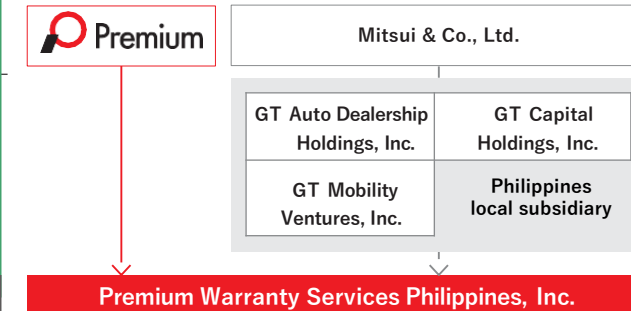 Premium
Mitsui & Co., Ltd.
GT Auto Dealership
Holdings, Inc.
GT Capital
Holdings, Inc.
GT Mobility
Ventures, Inc.
Philippines
local subsidiary
Premium Warranty Services Philippines, Inc.